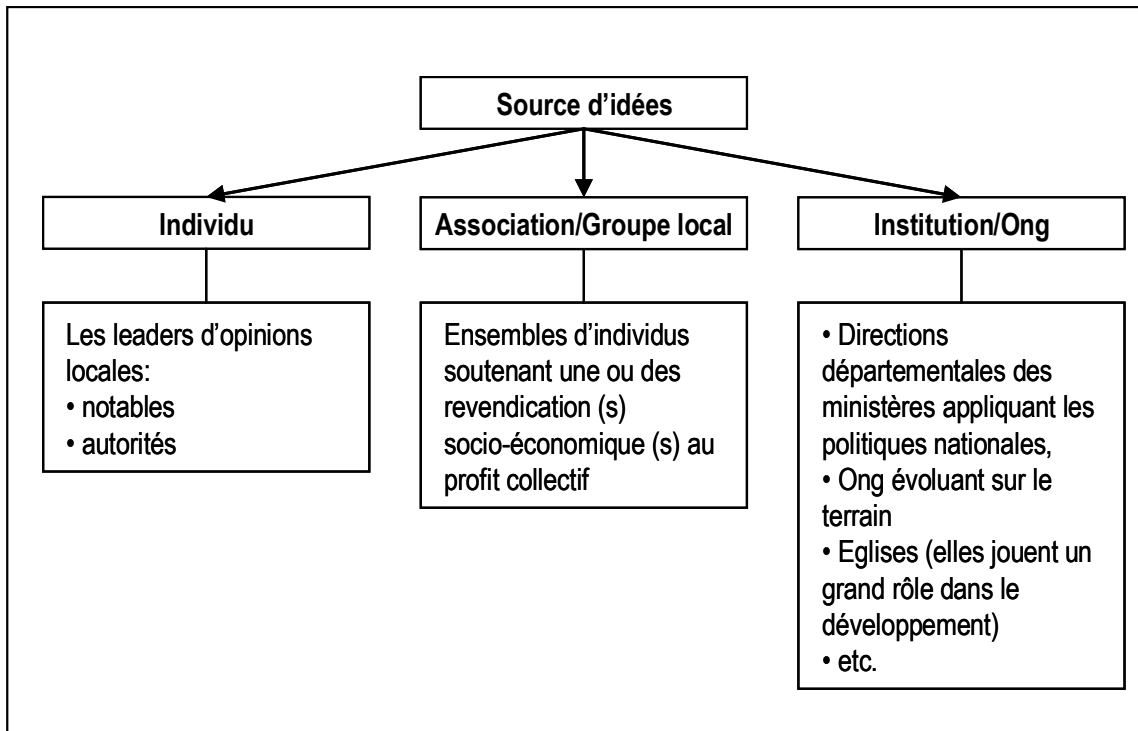 Source d’idées
Individu
Association/Groupe local
Institution/Ong
Les leaders d’opinions
locales:
• notables
• autorités
Ensembles d’individus
soutenant une ou des
revendication (s)
socio-économique (s) au
profit collectif
• Directions
départementales des
ministères appliquant les
politiques nationales,
• Ong évoluant sur le
terrain
• Eglises (elles jouent un
grand rôle dans le
développement)
• etc.